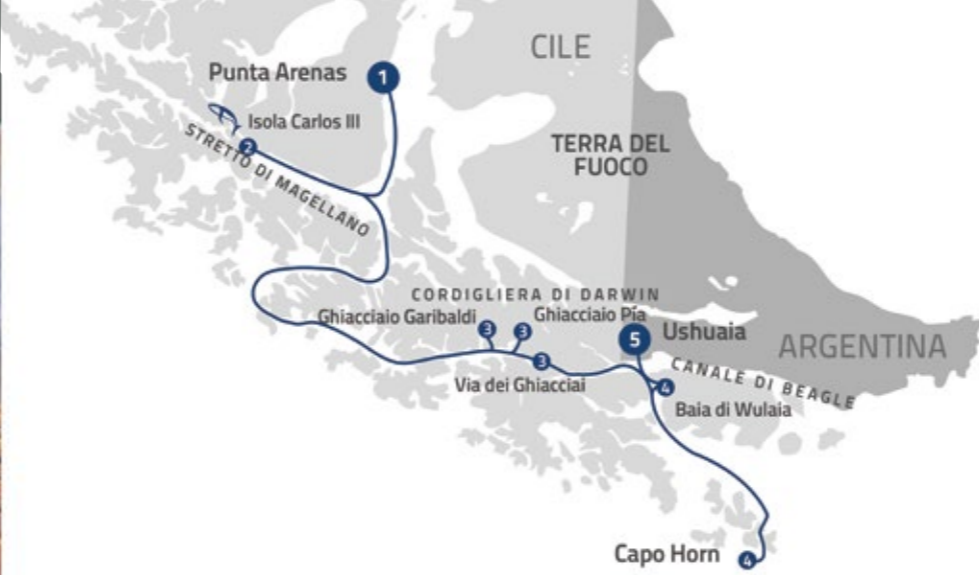 CILE
Punta Arenas
1
Isola Carlos III
2
STRETTO DI MAGELLANO
TERRA DEL
FUOCO
CORDIGLIERA DI DARWIN
Ghiacciaio Garibaldi
3
Ghiacciaio Pía
3
5
Ushuaia
ARGENTINA
3
Via dei Ghiacciai
CANALE DI BEAGLE
4
Baia di Wulaia
Capo Horn
4